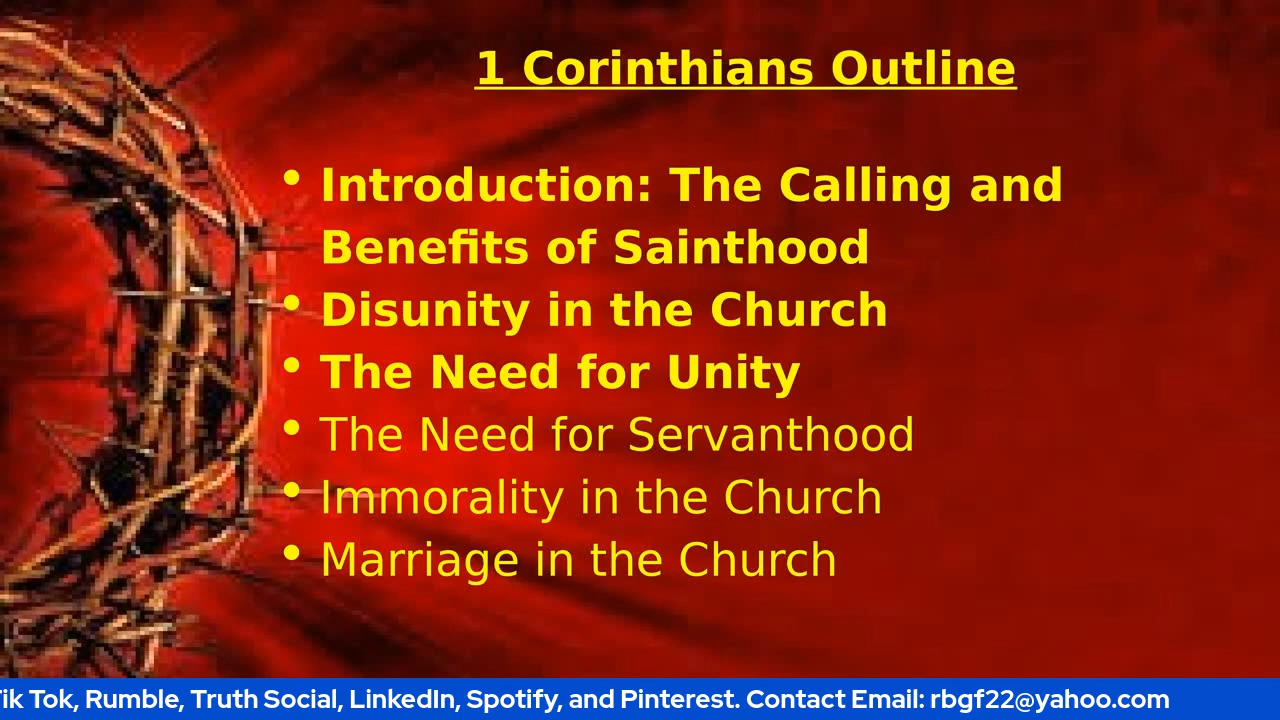 1 Corinthians Outline
• Introduction: The Calling and
Benefits of Sainthood
• Disunity in the Church
• The Need for Unity
• The Need for Servanthood
• Immorality in the Church
• Marriage in the Church
Tok, Rumble, Truth Social, LinkedIn, Spotify, and Pinterest. Contact Email: rbgf22@yahoo.com